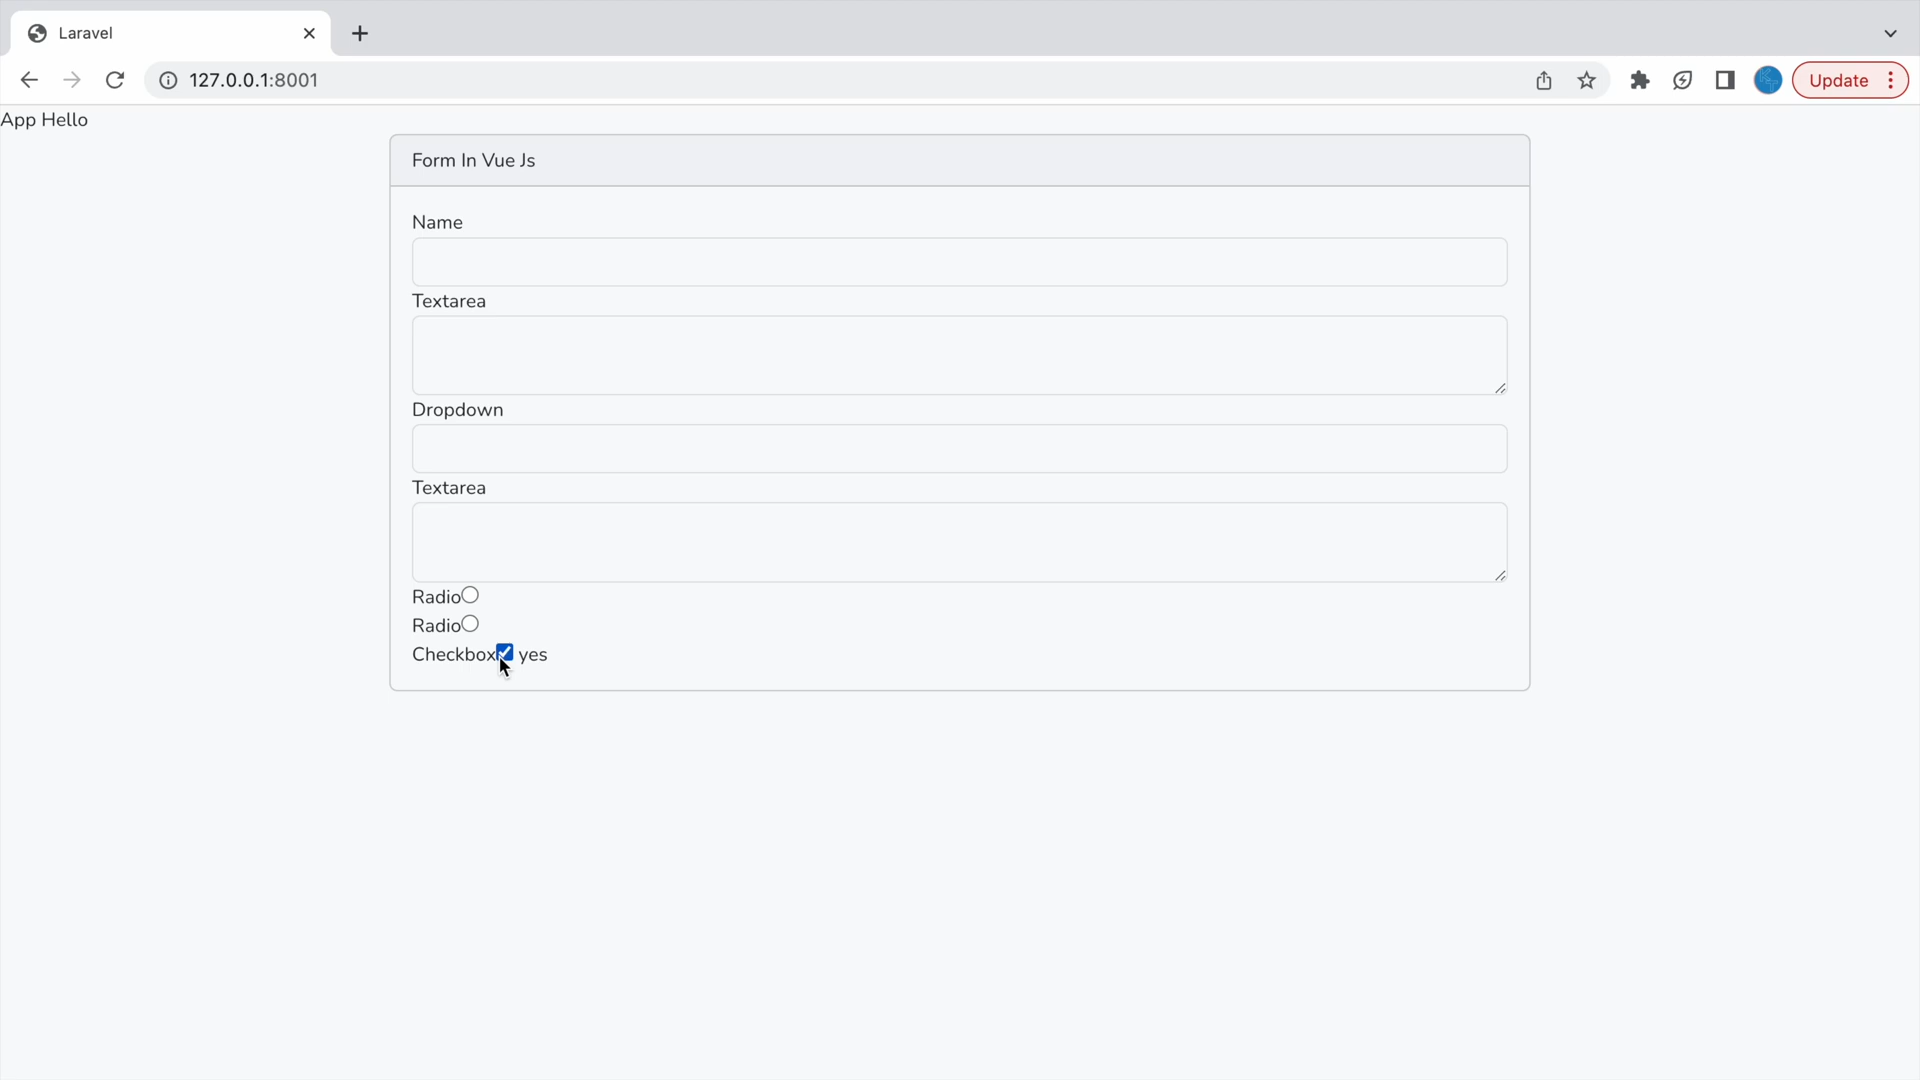 Laravel
127.0.0.1:8001
Update
App Hello
Form In Vue Js
Name
Textarea
Dropdown
Textarea
Radio
Radio
Checkbox yes